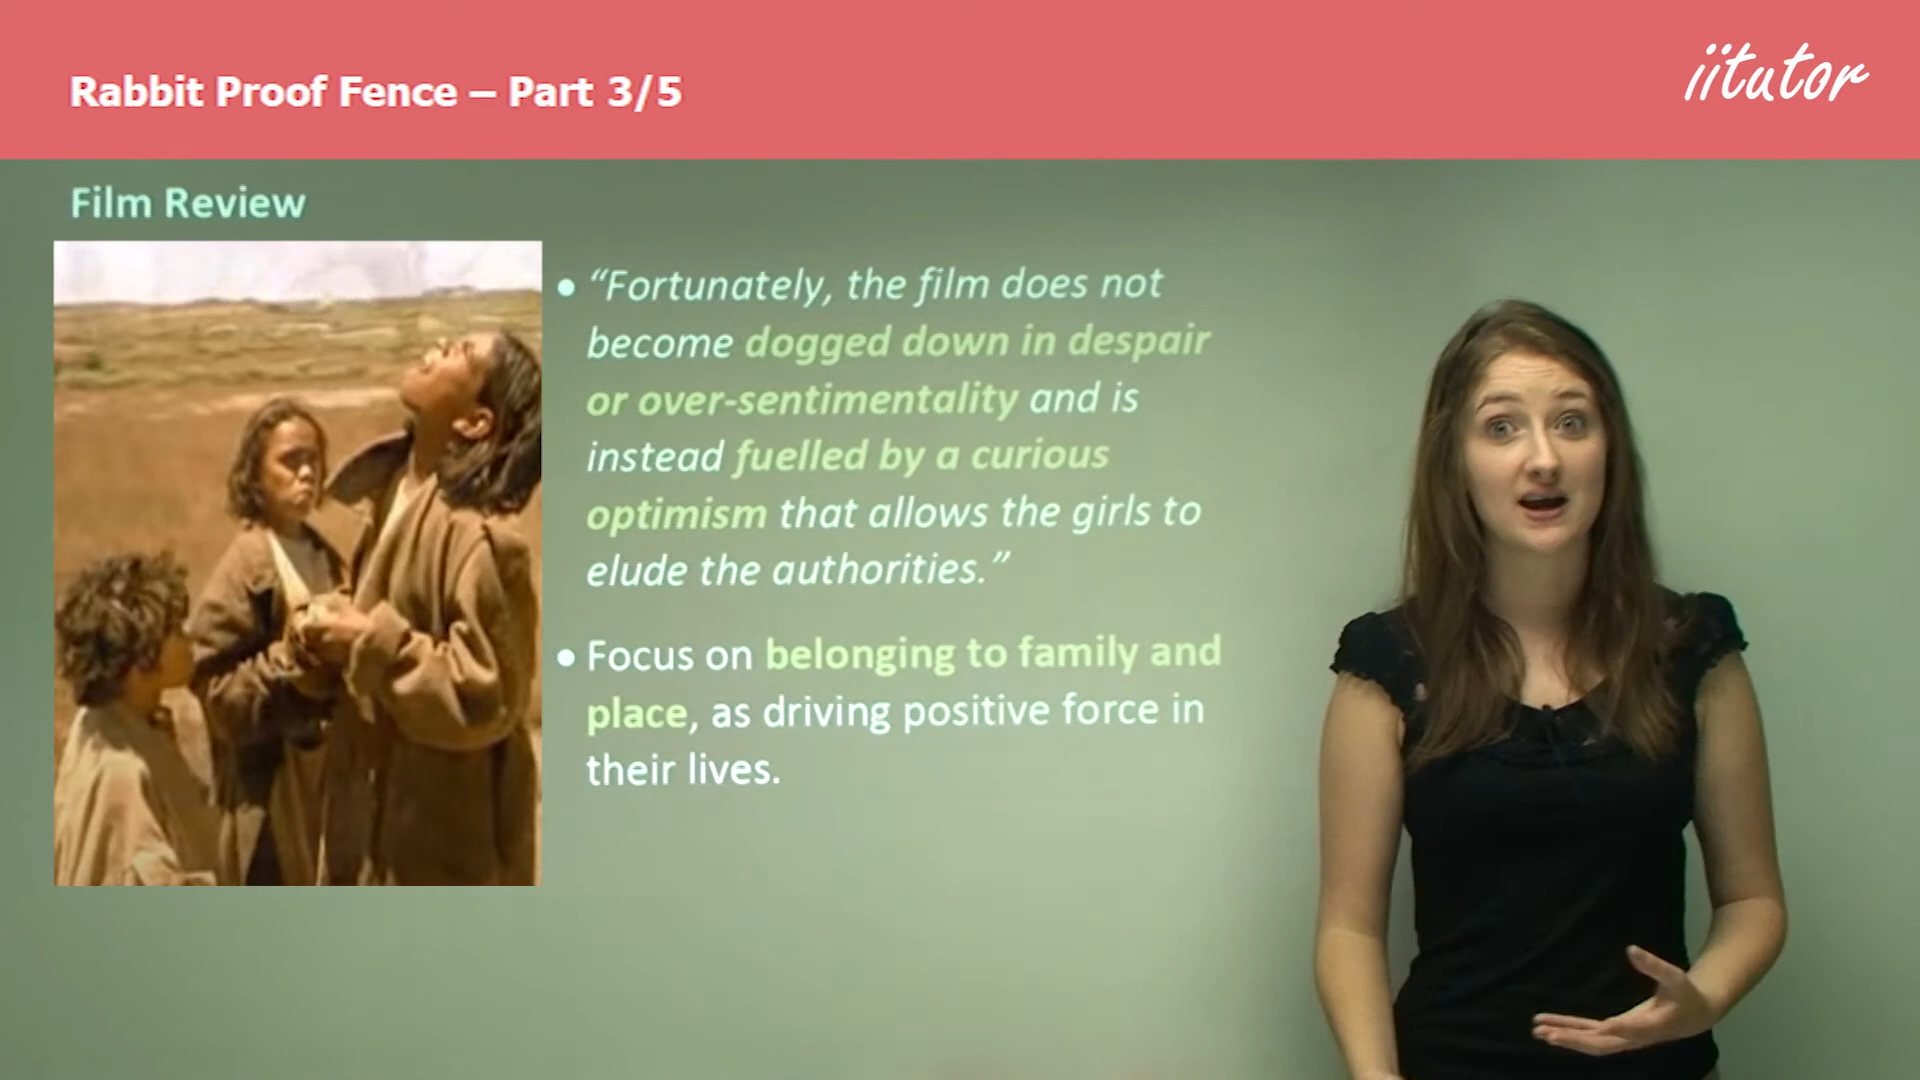 Rabbit Proof Fence – Part 3/5
iitutor
Film Review
• “Fortunately, the film does not
become dogged down in despair
or over-sentimentality and is
instead fuelled by a curious
optimism that allows the girls to
elude the authorities.”
• Focus on belonging to family and
place, as driving positive force in
their lives.